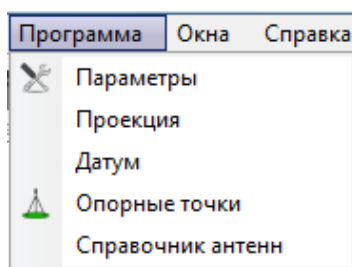 Программа Окна Справка
Параметры
Проекция
Датум
Опорные точки
Справочник антенн